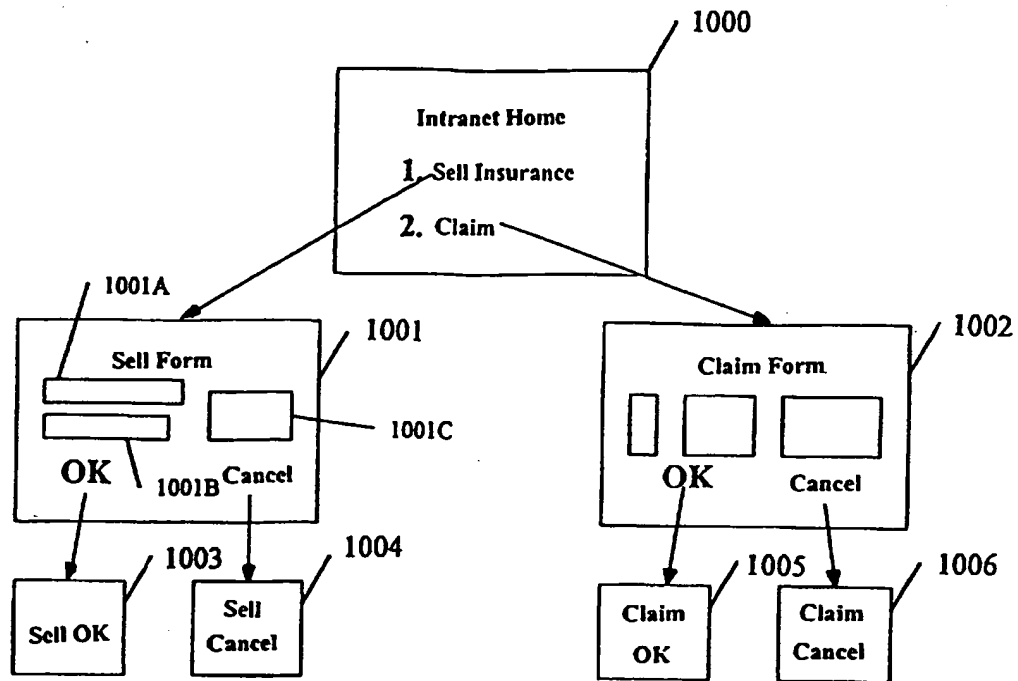 1000
Intranet Home
1. Sell Insurance
2. Claim
1001A
1001
Sell Form
1001C
OK
1001B
Cancel
1002
Claim Form
OK
Cancel
1003
Sell OK
1004
Sell
Cancel
1005
Claim
OK
1006
Claim
Cancel